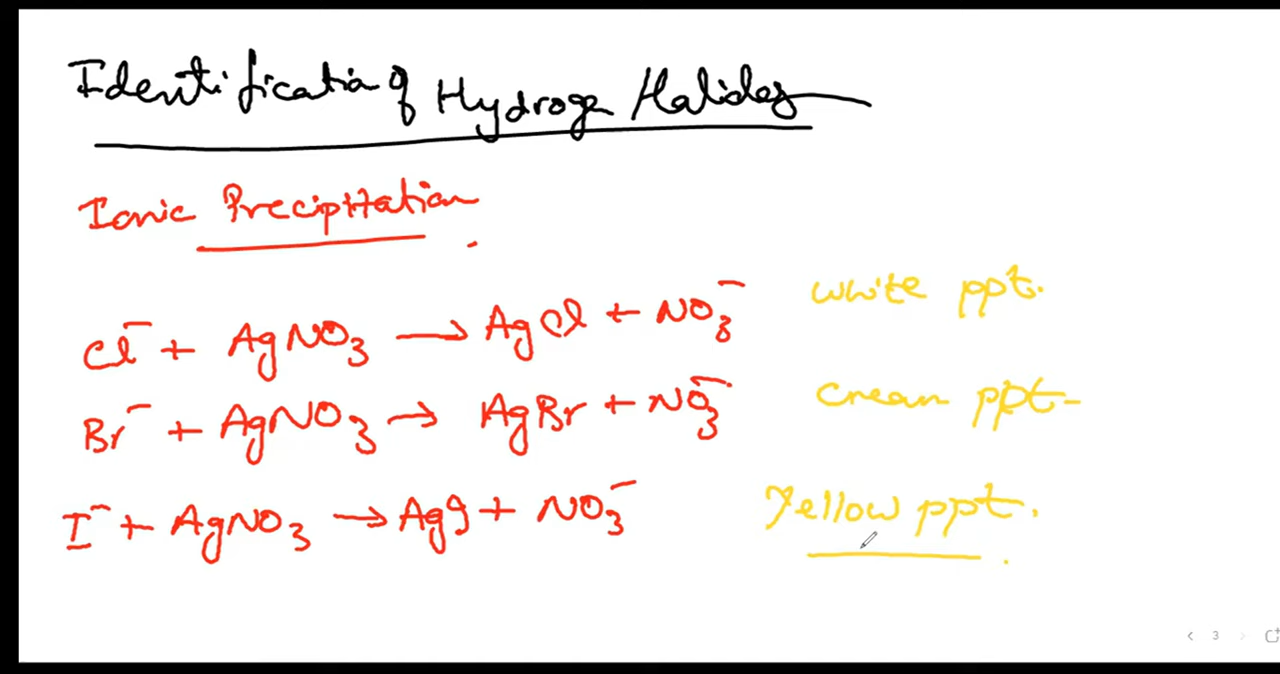 Identification of Hydrogen Halides
Ionic Precipitation.
Cl⁻ + AgNO₃ → AgCl + NO₃⁻ white ppt.
Br⁻ + AgNO₃ → AgBr + NO₃⁻ cream ppt-
I⁻ + AgNO₃ → AgI + NO₃⁻ Yellow ppt.
3